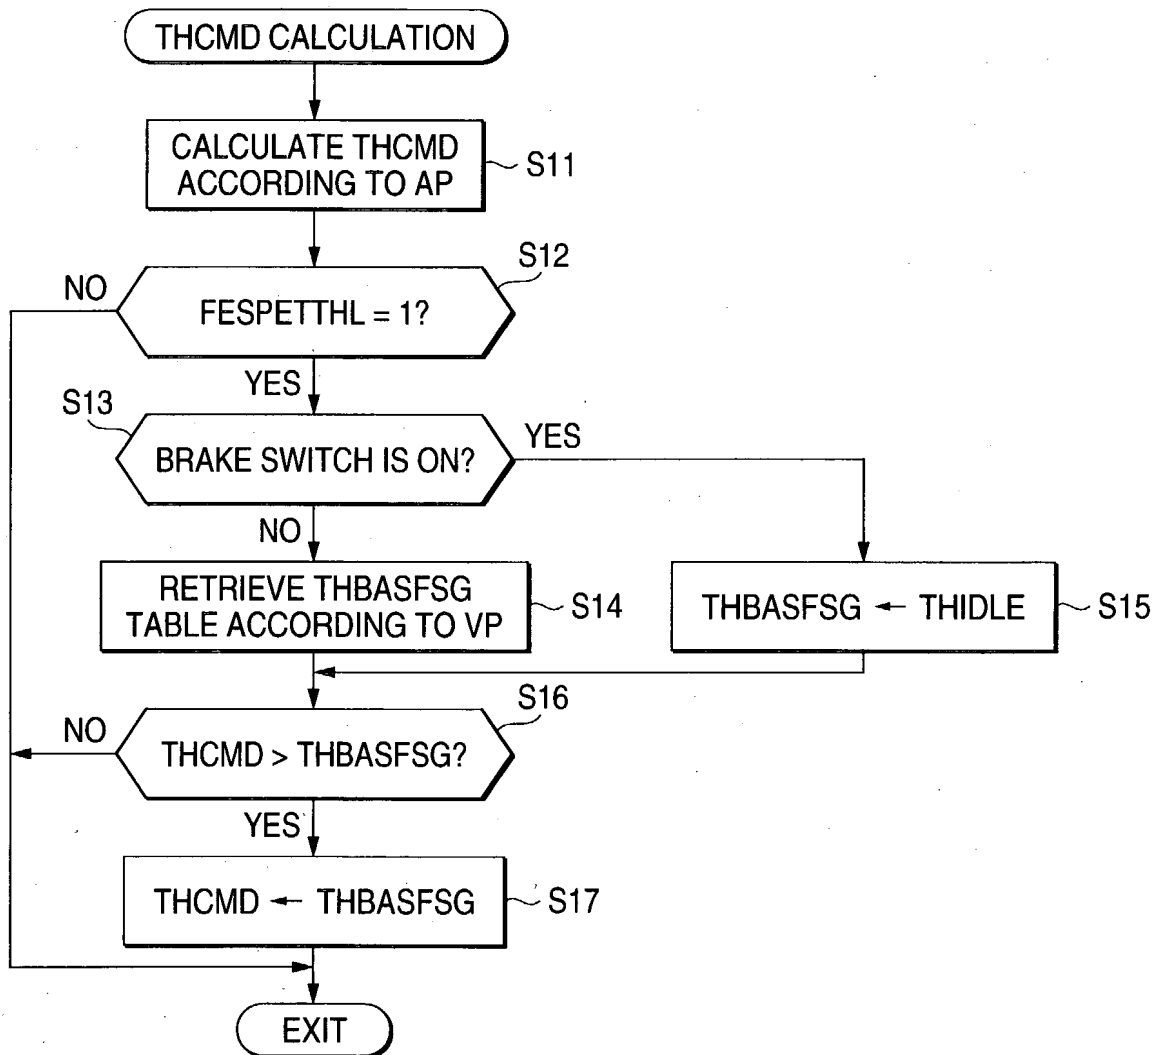 THCMD CALCULATION
CALCULATE THCMD
ACCORDING TO AP
S11
S12
NO
FESPETTHL = 1?
YES
S13
BRAKE SWITCH IS ON?
YES
NO
RETRIEVE THBASFSG
TABLE ACCORDING TO VP
S14
THBASFSG ← THIDLE
S15
S16
NO
THCMD > THBASFSG?
YES
THCMD ← THBASFSG
S17
EXIT